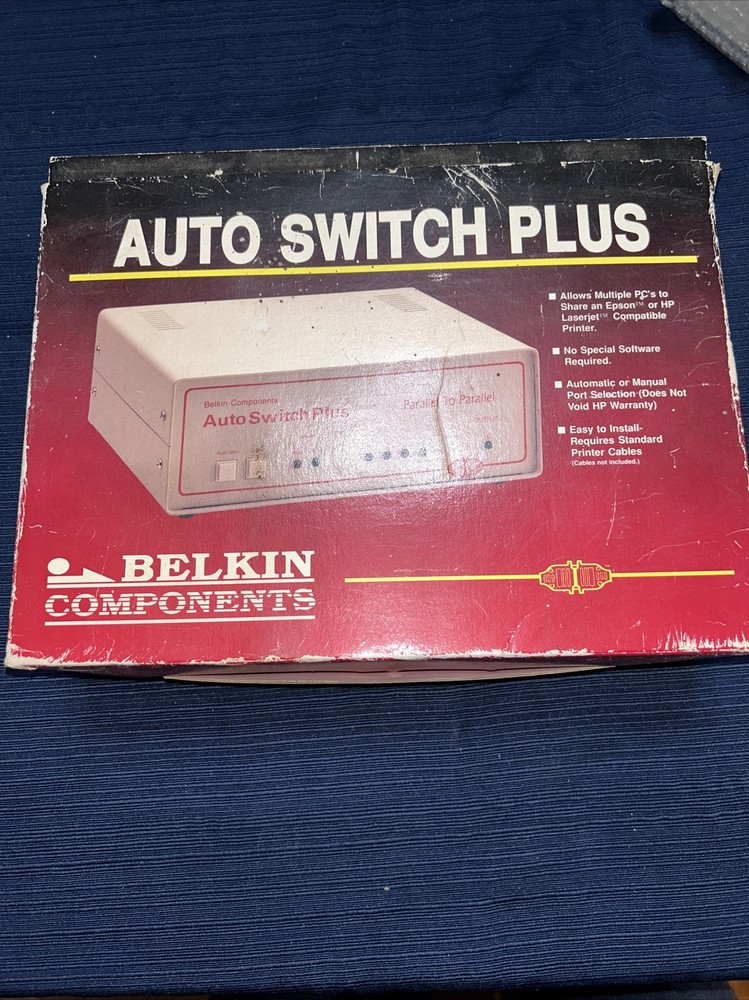 AUTO SWITCH PLUS
■ Allows Multiple PC's to
Share an Epson™ or HP
Laserjet™ Compatible
Printer.
■ No Special Software
Required.
■ Automatic or Manual
Port Selection (Does Not
Void HP Warranty)
■ Easy to Install-
Requires Standard
Printer Cables
(Cables not included.)
Belkin Components
Auto Switch Plus
Parallel to Parallel
BELKIN
COMPONENTS